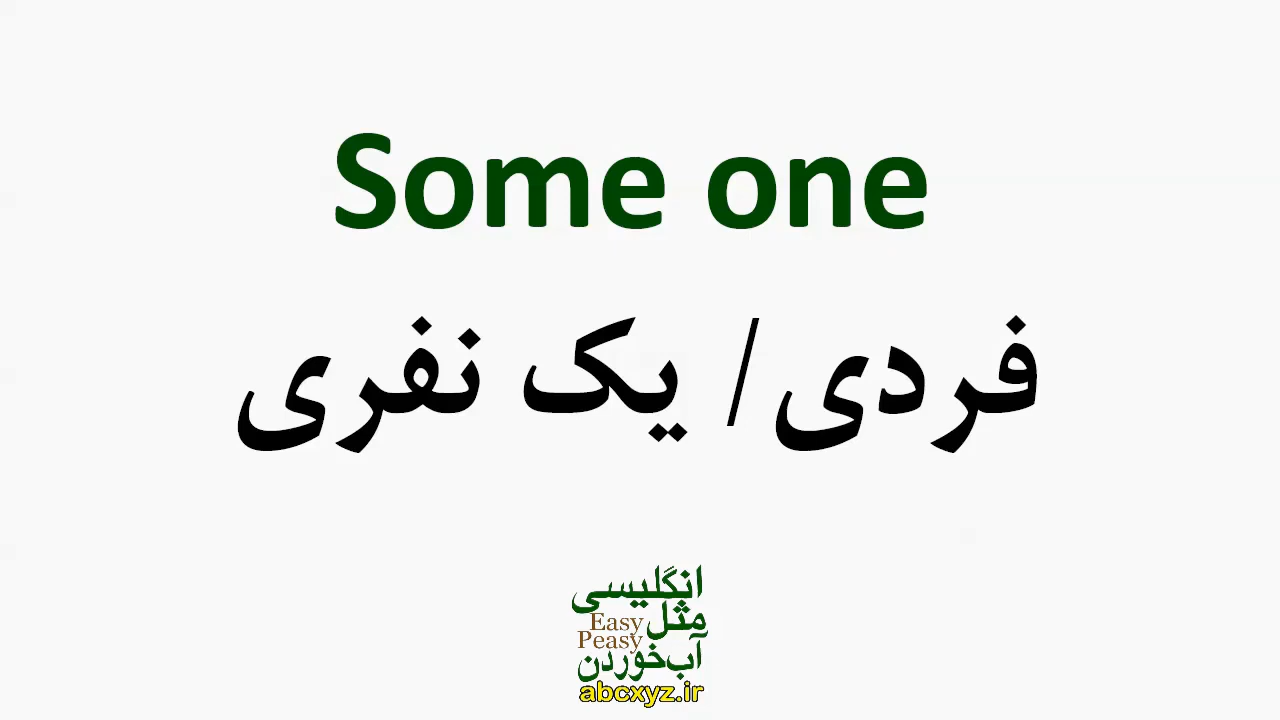 Some one
فردی/ یک نفری
انگلیسی
مثل Easy
Peasy
آب‌خوردن
abcxyz.ir